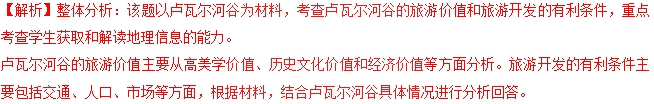 【解析】整体分析：该题以卢瓦尔河谷为材料，考查卢瓦尔河谷的旅游价值和旅游开发的有利条件，重点
考查学生获取和解读地理信息的能力。
卢瓦尔河谷的旅游价值主要从高美学价值、历史文化价值和经济价值等方面分析。旅游开发的有利条件主
要包括交通、人口、市场等方面，根据材料，结合卢瓦尔河谷具体情况进行分析回答。